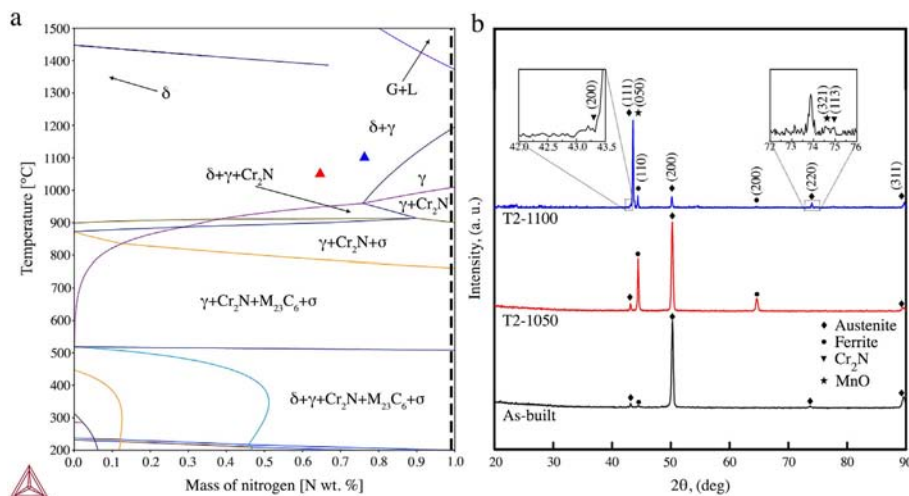 a
1500
1400
1300
1200
1100
1000
900
800
700
600
500
400
300
200
Temperature [°C]
0.0 0.1 0.2 0.3 0.4 0.5 0.6 0.7 0.8 0.9 1.0
Mass of nitrogen [N wt. %]
δ
G+L
δ+γ
δ+γ+Cr₂N
γ
γ+Cr₂N
γ+Cr₂N+σ
γ+Cr₂N+M₂₃C₆+σ
δ+γ+Cr₂N+M₂₃C₆+σ
b
Intensity, (a. u.)
(200)
42.0 42.5 43.0 43.5
(111)
(050)
(110)
(200)
(321)
(113)
72 73 74 75 76
(200)
(220)
(311)
T2-1100
T2-1050
As-built
Austenite
Ferrite
Cr₂N
MnO
20 30 40 50 60 70 80 90
2θ, (deg)